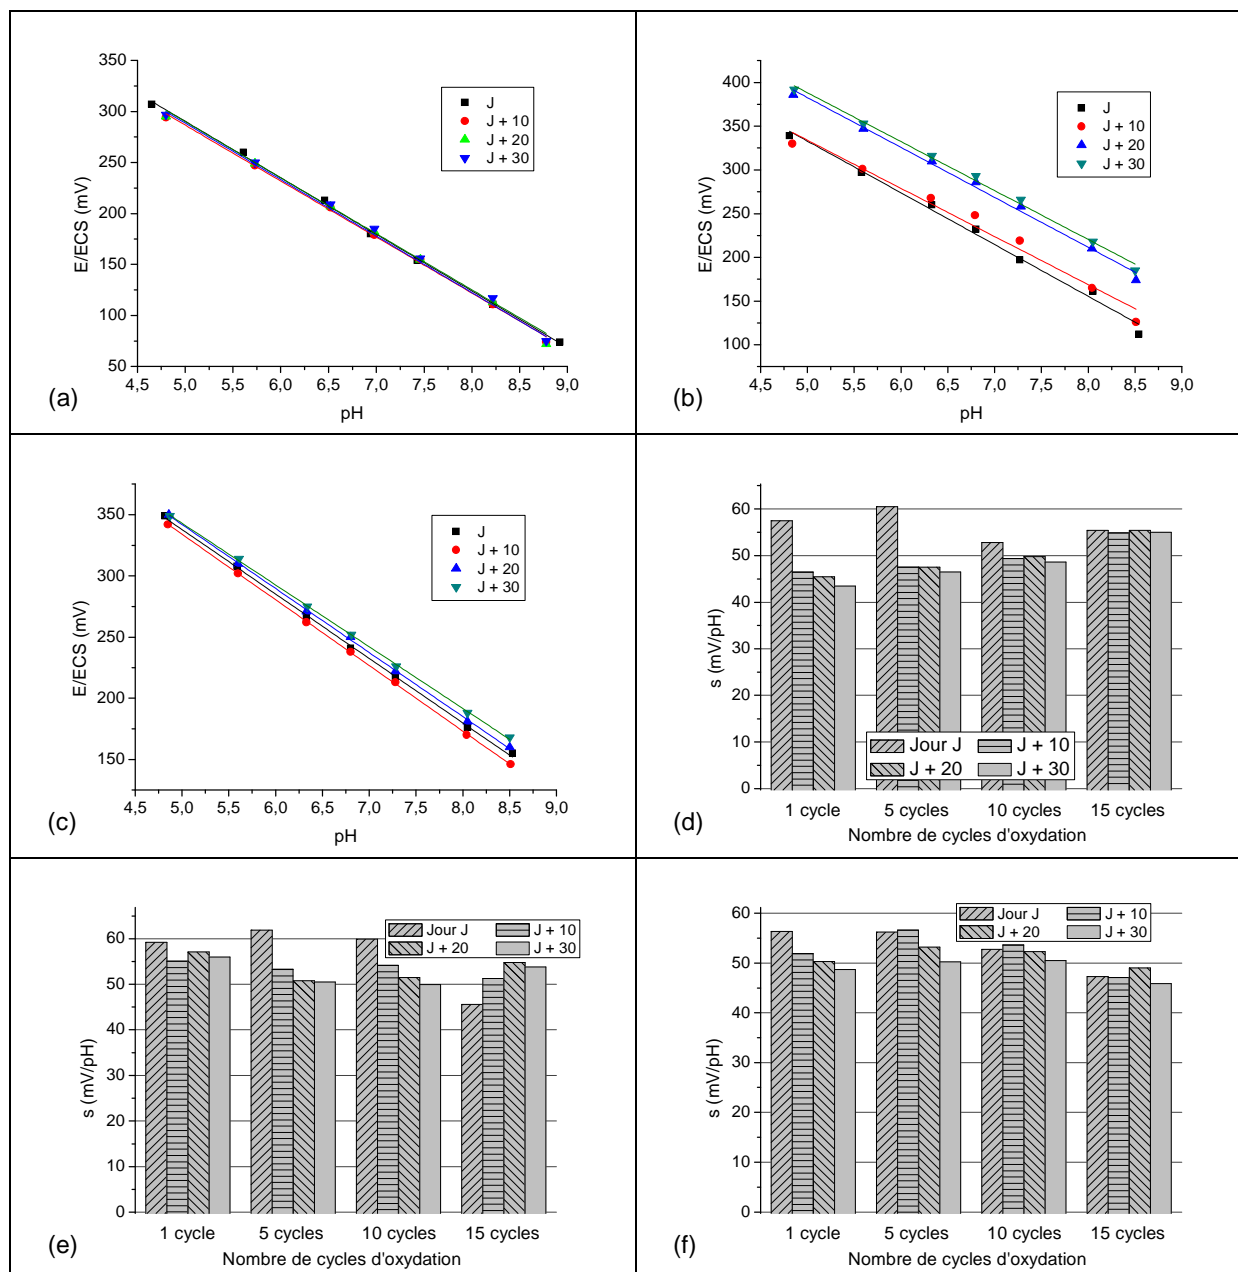 E/ECS (mV)
350
300
250
200
150
100
50
J
J + 10
J + 20
J + 30
4,5 5,0 5,5 6,0 6,5 7,0 7,5 8,0 8,5 9,0
pH
(a)
E/ECS (mV)
400
350
300
250
200
150
100
J
J + 10
J + 20
J + 30
4,5 5,0 5,5 6,0 6,5 7,0 7,5 8,0 8,5 9,0
pH
(b)
E/ECS (mV)
350
300
250
200
150
J
J + 10
J + 20
J + 30
4,5 5,0 5,5 6,0 6,5 7,0 7,5 8,0 8,5 9,0
pH
(c)
s (mV/pH)
60
50
40
30
20
10
0
Jour J J + 10
J + 20 J + 30
1 cycle 5 cycles 10 cycles 15 cycles
Nombre de cycles d'oxydation
(d)
s (mV/pH)
60
50
40
30
20
10
0
Jour J J + 10
J + 20 J + 30
1 cycle 5 cycles 10 cycles 15 cycles
Nombre de cycles d'oxydation
(e)
s (mV/pH)
60
50
40
30
20
10
0
Jour J J + 10
J + 20 J + 30
1 cycle 5 cycles 10 cycles 15 cycles
Nombre de cycles d'oxydation
(f)